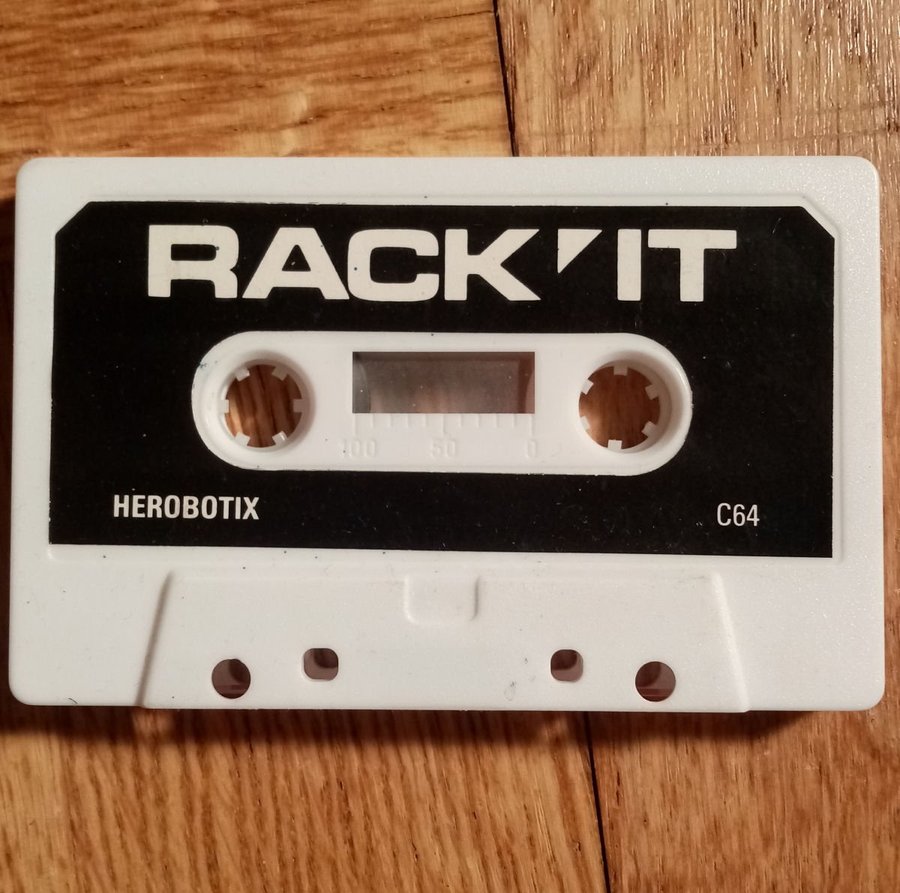 RACK'IT
100 50 0
HEROBOTIX
C64